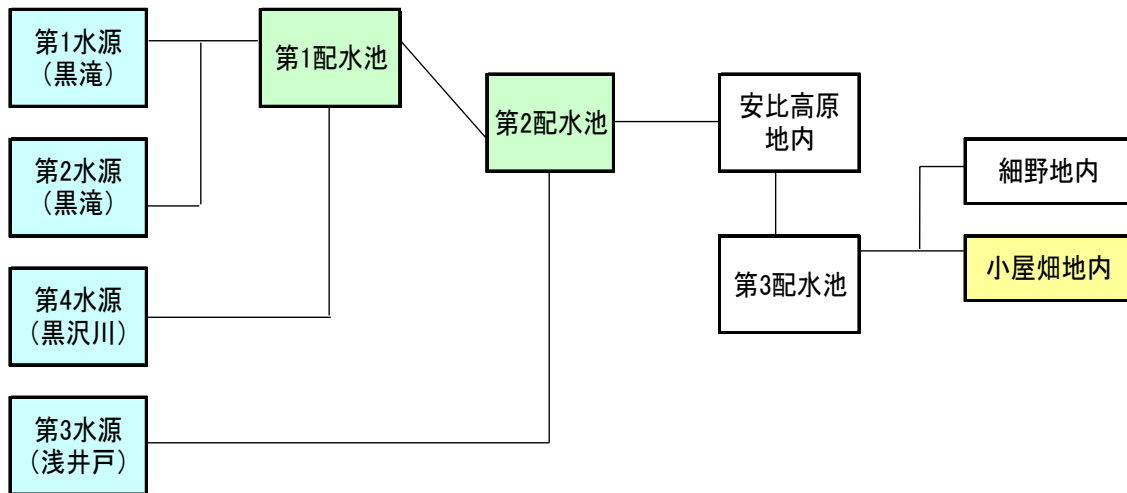 第1水源
(黒滝)
第1配水池
第2配水池
安比高原
地内
第2水源
(黒滝)
細野地内
第3配水池
小屋畑地内
第4水源
(黒沢川)
第3水源
(浅井戸)